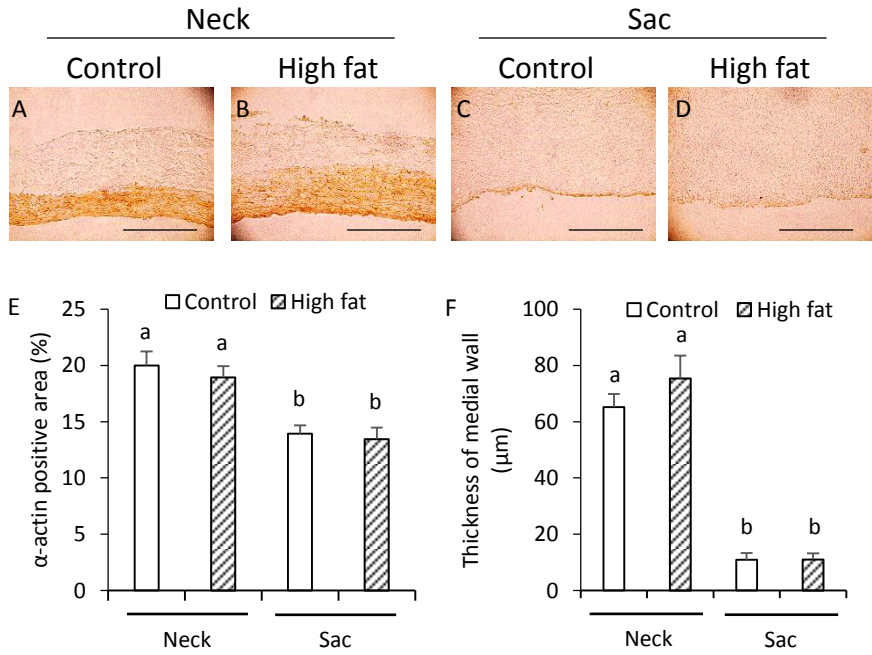 Neck Sac
Control High fat Control High fat
A B C D
E
Control High fat
α-actin positive area (%)
25
20
15
10
5
0
a a b b
Neck Sac
F
Control High fat
Thickness of medial wall
(μm)
100
80
60
40
20
0
a a b b
Neck Sac